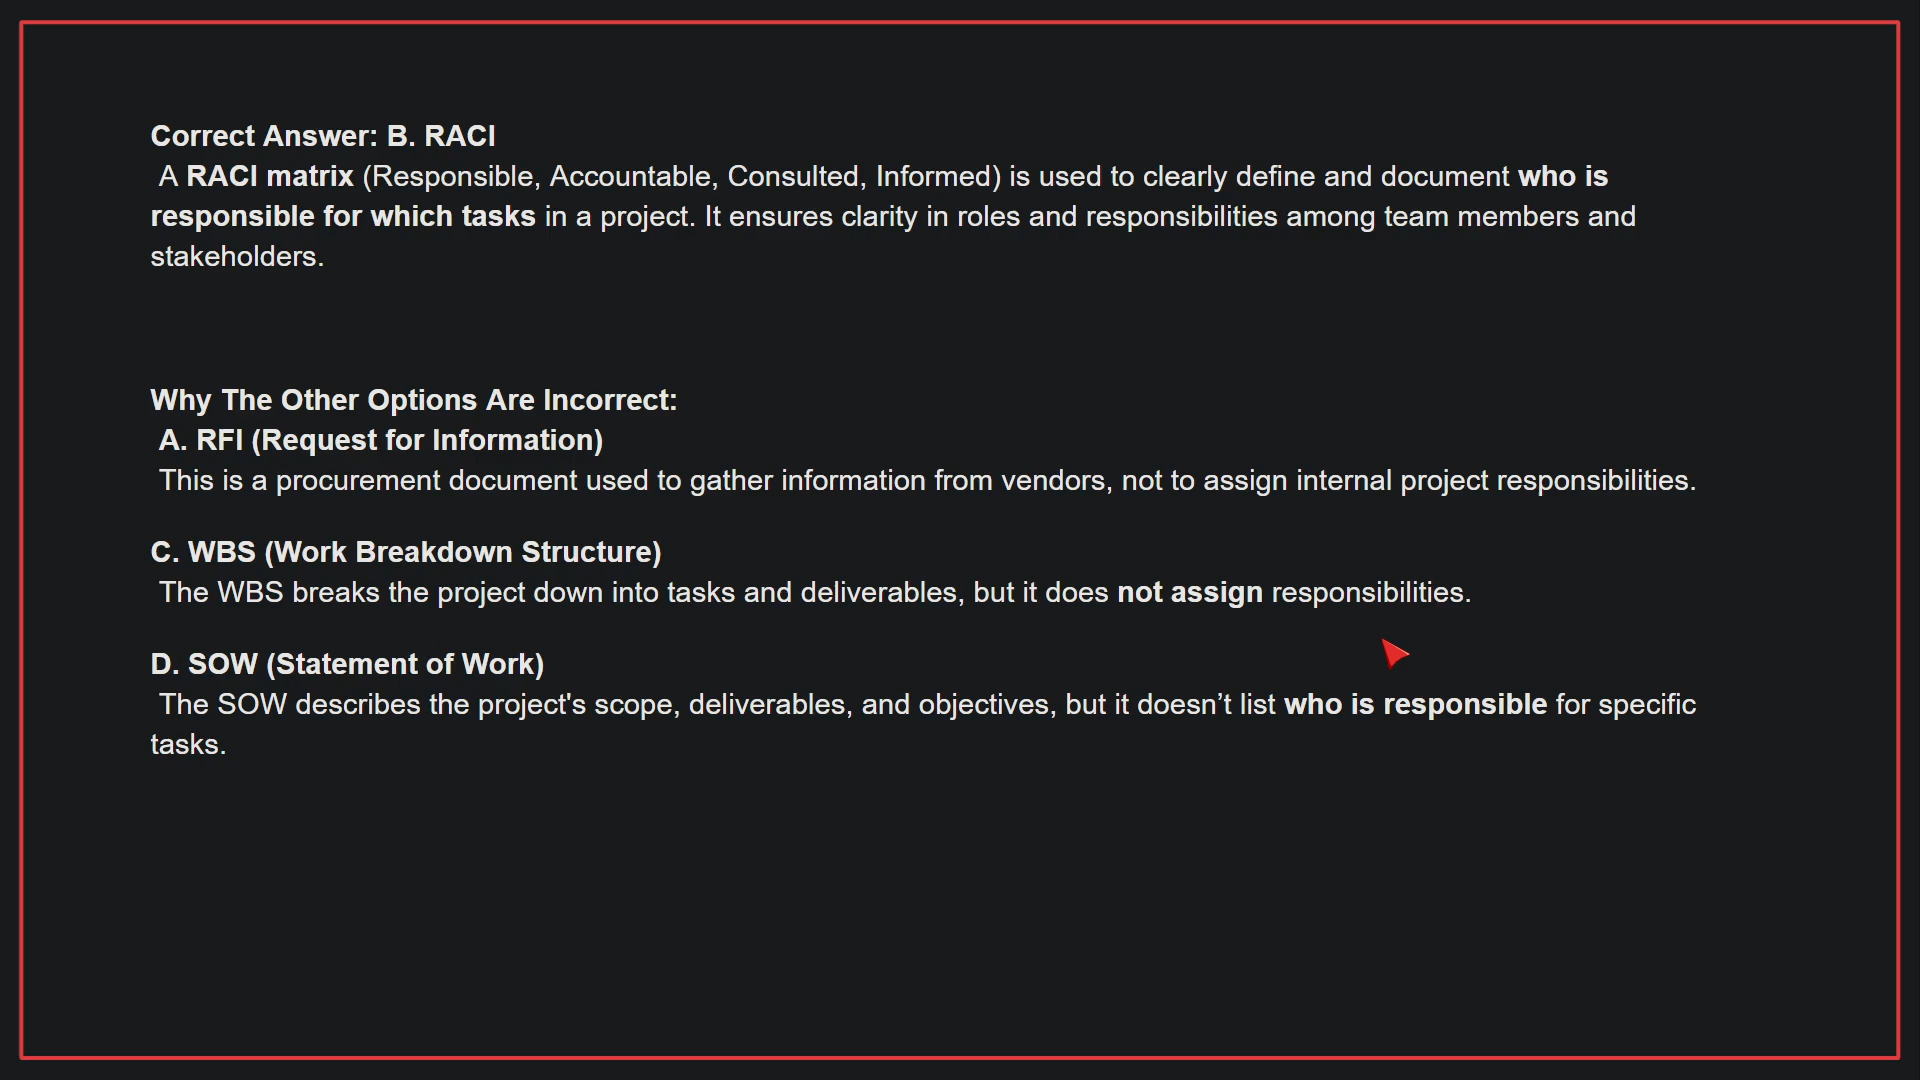 Correct Answer: B. RACI
A RACI matrix (Responsible, Accountable, Consulted, Informed) is used to clearly define and document who is
responsible for which tasks in a project. It ensures clarity in roles and responsibilities among team members and
stakeholders.
Why The Other Options Are Incorrect:
A. RFI (Request for Information)
This is a procurement document used to gather information from vendors, not to assign internal project responsibilities.
C. WBS (Work Breakdown Structure)
The WBS breaks the project down into tasks and deliverables, but it does not assign responsibilities.
D. SOW (Statement of Work)
The SOW describes the project's scope, deliverables, and objectives, but it doesn’t list who is responsible for specific
tasks.